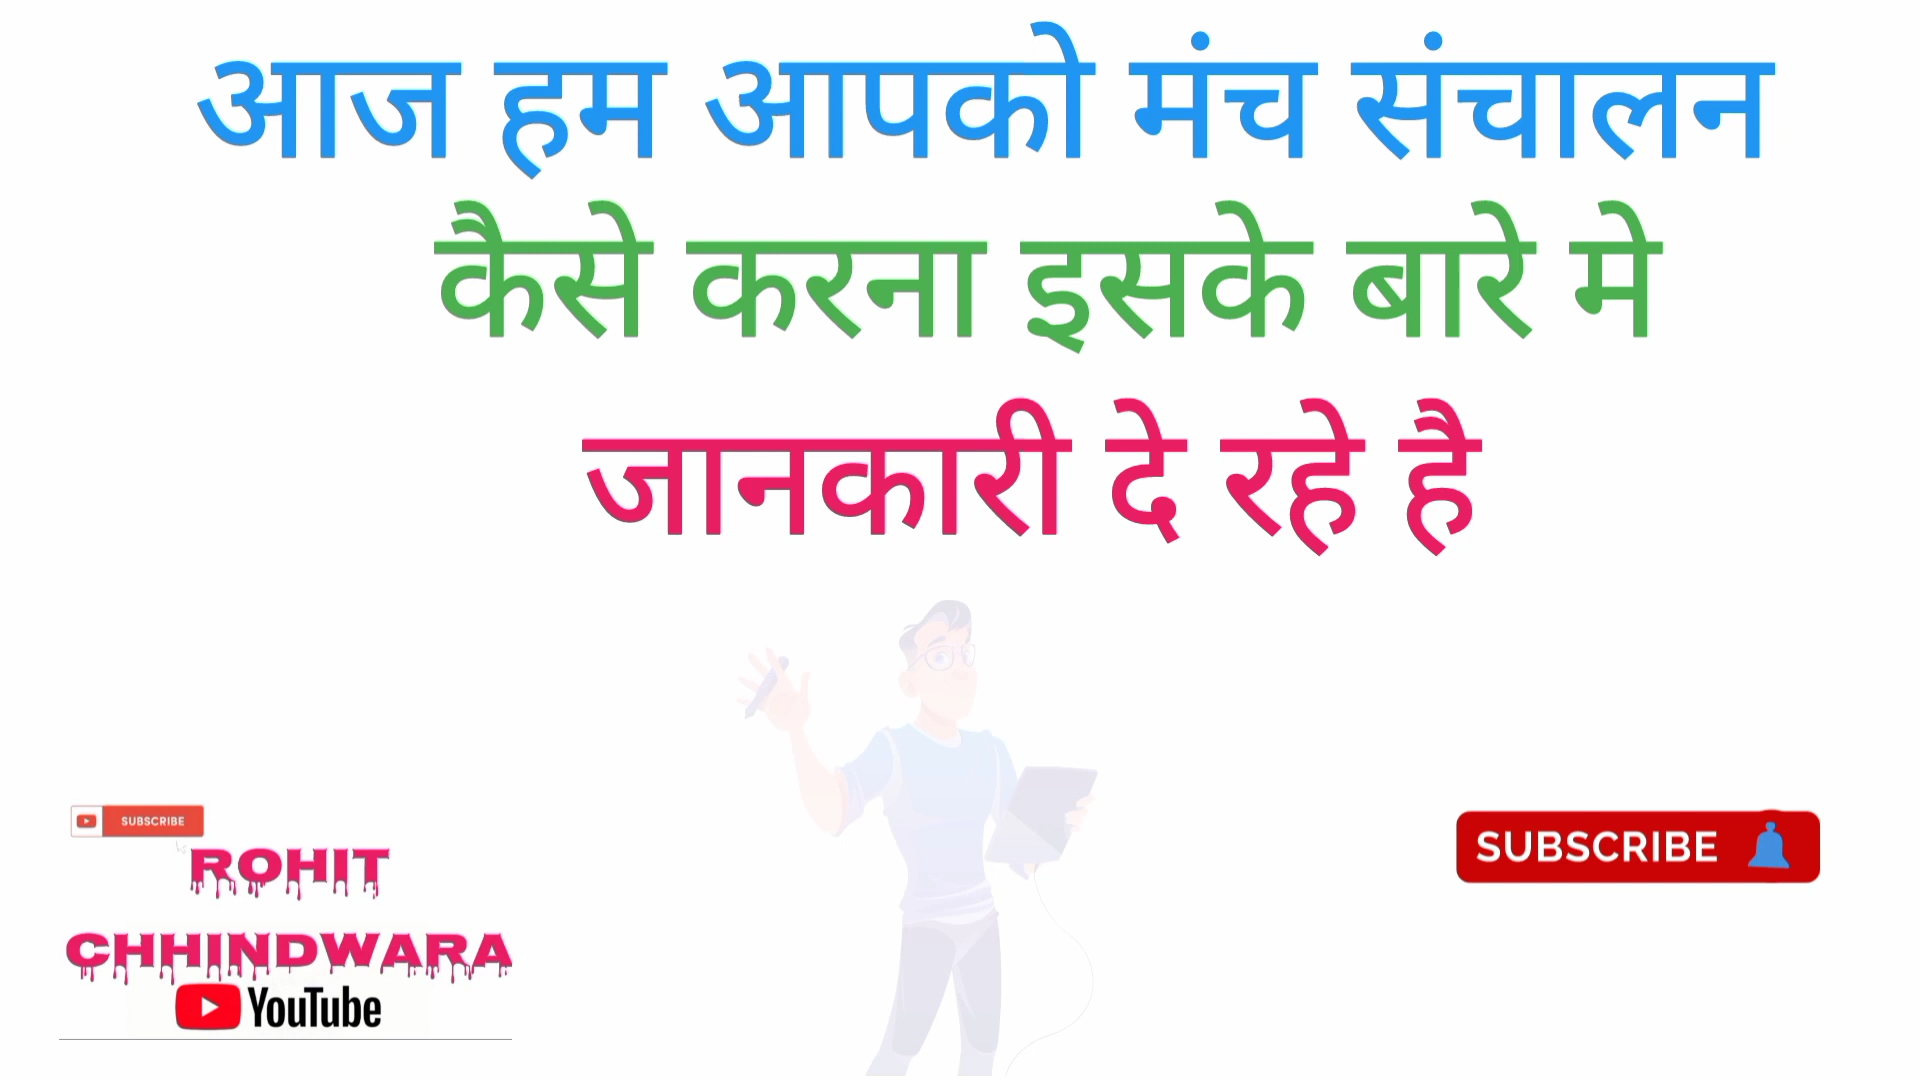 आज हम आपको मंच संचालन
कैसे करना इसके बारे मे
जानकारी दे रहे है
SUBSCRIBE
ROHIT
CHHINDWARA
YouTube
SUBSCRIBE